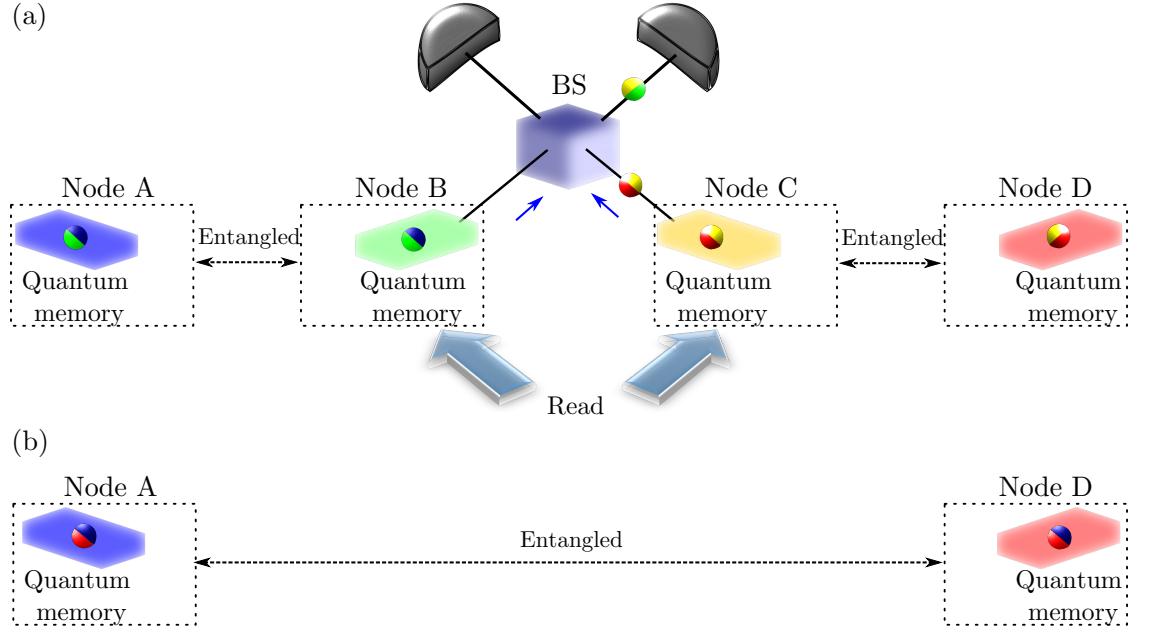 (a)
BS
Node A
Node B
Node C
Node D
Entangled
Entangled
Quantum
memory
Quantum
memory
Quantum
memory
Quantum
memory
Read
(b)
Node A
Node D
Entangled
Quantum
memory
Quantum
memory